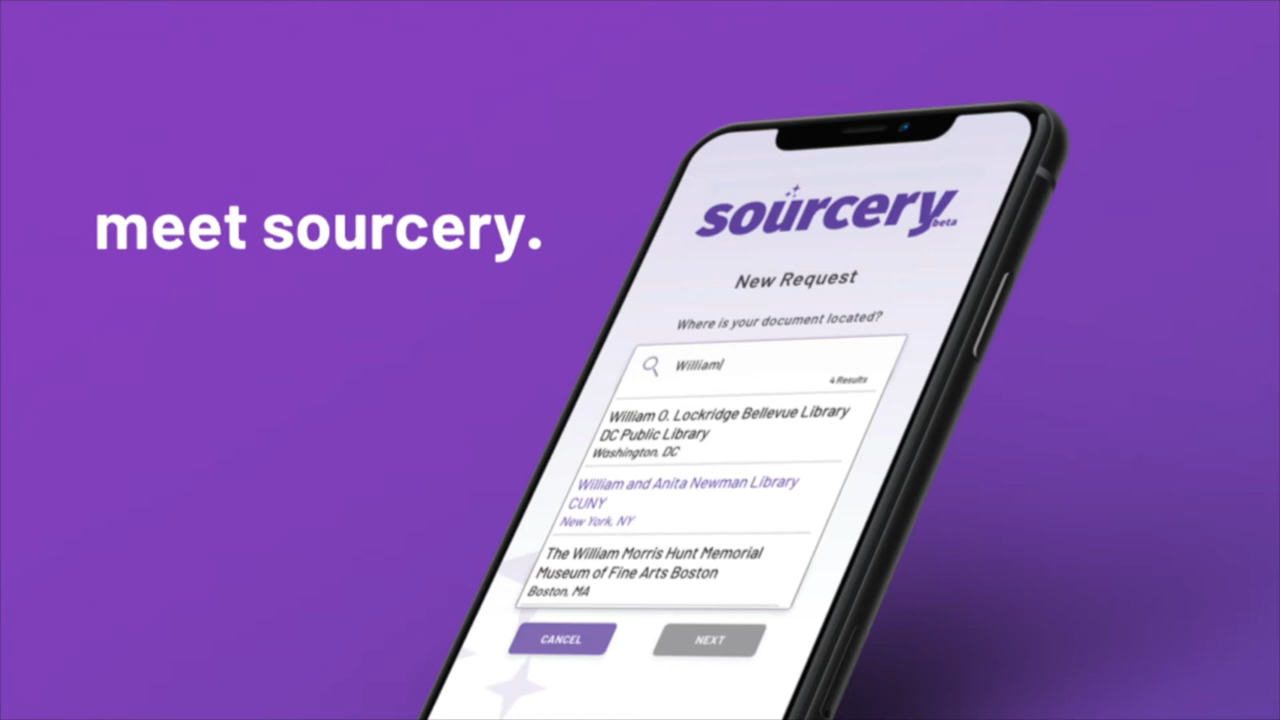 meet sourcery.
sourcery
beta
New Request
Where is your document located?
William
4 Results
William O. Lockridge Bellevue Library
DC Public Library
Washington, DC
William and Anita Newman Library
CUNY
New York, NY
The William Morris Hunt Memorial
Museum of Fine Arts Boston
Boston, MA
CANCEL
NEXT